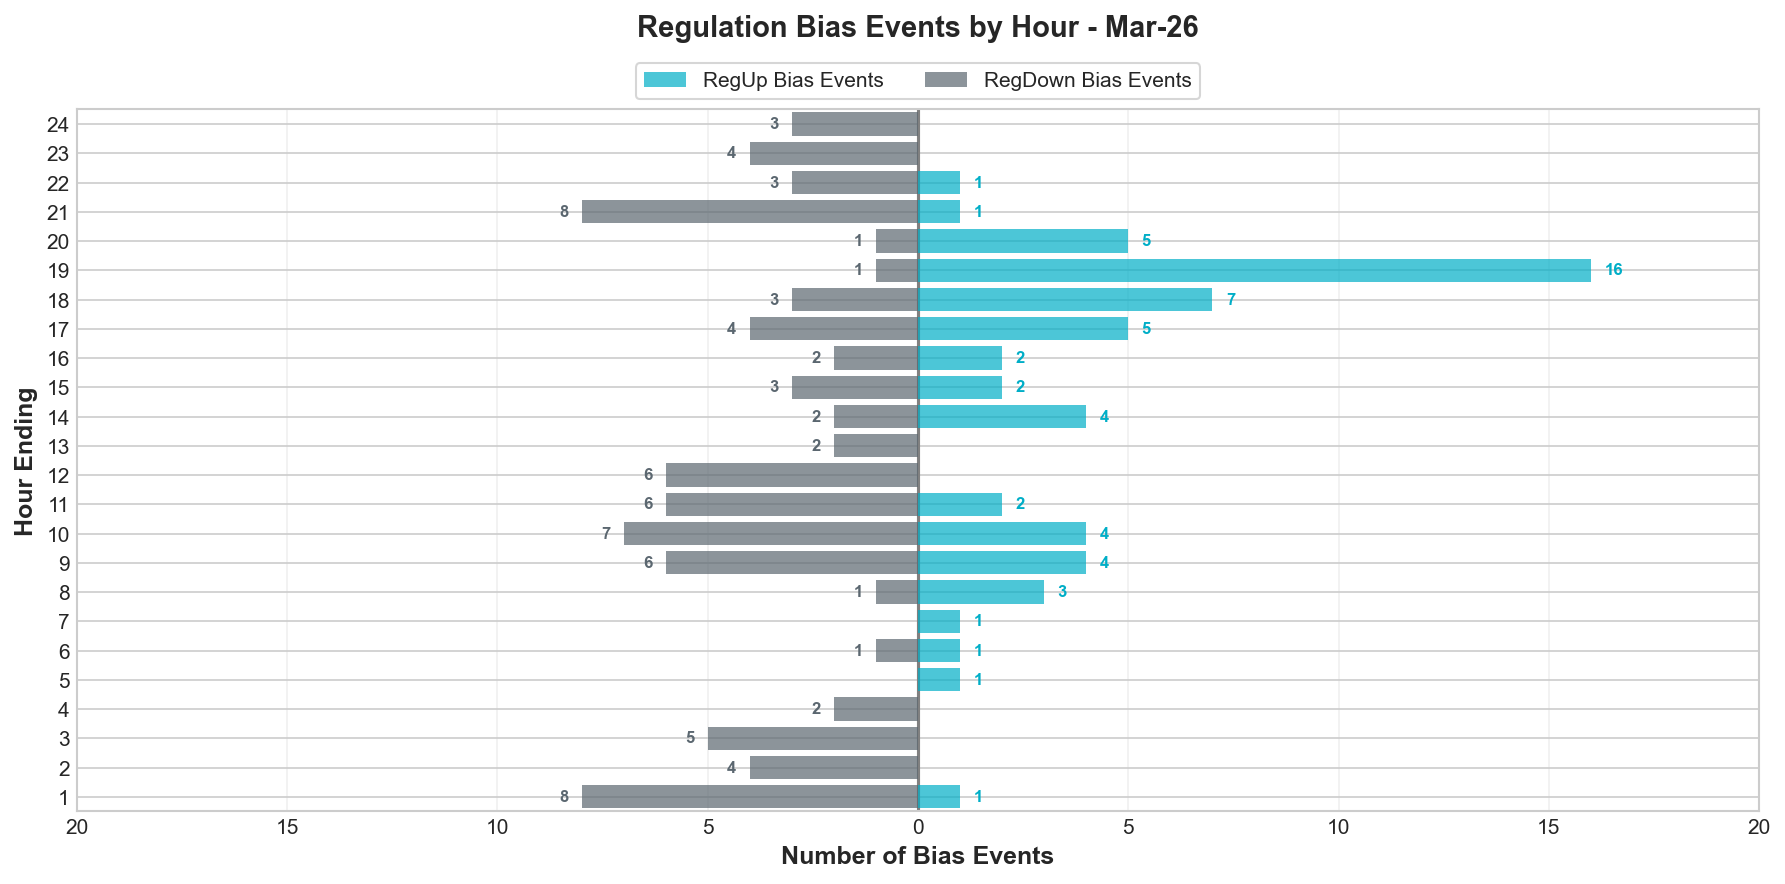 Regulation Bias Events by Hour - Mar-26
RegUp Bias Events RegDown Bias Events
24 3
23 4
22 3 1
21 8 1
20 1 5
19 1 16
18 3 7
17 4 5
16 2 2
15 3 2
14 2 4
13 2
12 6
11 6 2
10 7 4
9 6 4
8 1 3
7 1
6 1 1
5 1
4 2
3 5
2 4
1 8 1
Hour Ending
20 15 10 5 0 5 10 15 20
Number of Bias Events